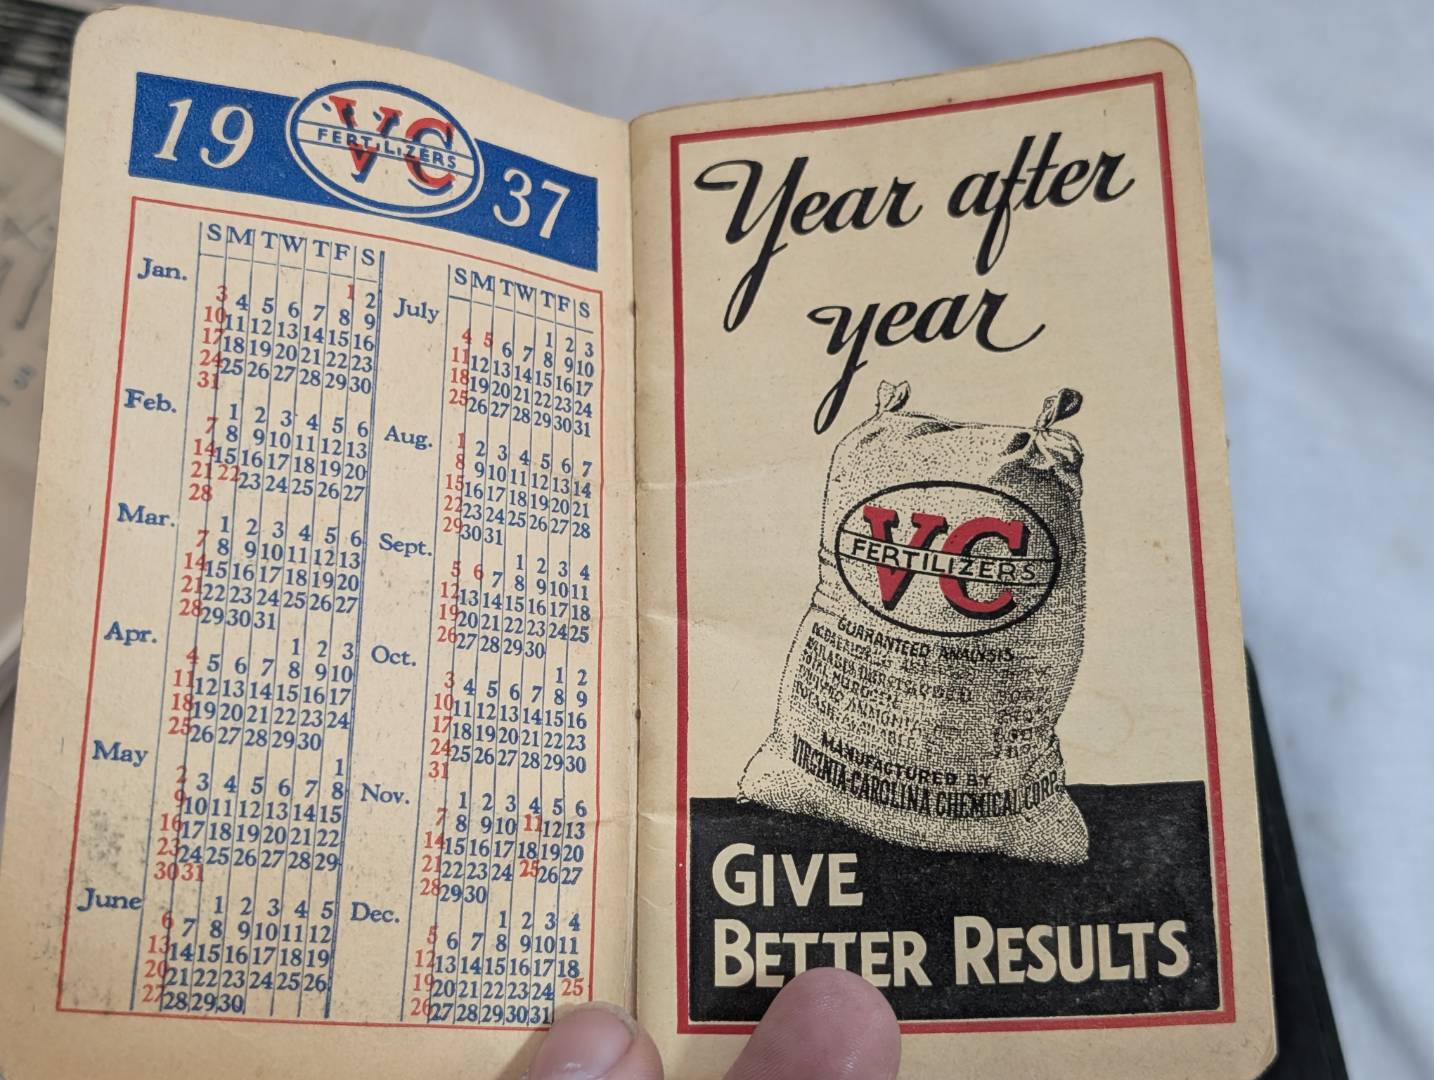 19 VC FERTILIZERS 37
S M T W T F S
Jan.
1 2
3 4 5 6 7 8 9
10 11 12 13 14 15 16
17 18 19 20 21 22 23
24 25 26 27 28 29 30
31
Feb.
1 2 3 4 5 6
7 8 9 10 11 12 13
14 15 16 17 18 19 20
21 22 23 24 25 26 27
28
Mar.
1 2 3 4 5 6
7 8 9 10 11 12 13
14 15 16 17 18 19 20
21 22 23 24 25 26 27
28 29 30 31
Apr.
1 2 3
4 5 6 7 8 9 10
11 12 13 14 15 16 17
18 19 20 21 22 23 24
25 26 27 28 29 30
May
1
2 3 4 5 6 7 8
9 10 11 12 13 14 15
16 17 18 19 20 21 22
23 24 25 26 27 28 29
30 31
June
1 2 3 4 5
6 7 8 9 10 11 12
13 14 15 16 17 18 19
20 21 22 23 24 25 26
27 28 29 30
S M T W T F S
July
1 2 3
4 5 6 7 8 9 10
11 12 13 14 15 16 17
18 19 20 21 22 23 24
25 26 27 28 29 30 31
Aug.
1 2 3 4 5 6 7
8 9 10 11 12 13 14
15 16 17 18 19 20 21
22 23 24 25 26 27 28
29 30 31
Sept.
1 2 3 4
5 6 7 8 9 10 11
12 13 14 15 16 17 18
19 20 21 22 23 24 25
26 27 28 29 30
Oct.
1 2
3 4 5 6 7 8 9
10 11 12 13 14 15 16
17 18 19 20 21 22 23
24 25 26 27 28 29 30
31
Nov.
1 2 3 4 5 6
7 8 9 10 11 12 13
14 15 16 17 18 19 20
21 22 23 24 25 26 27
28 29 30
Dec.
1 2 3 4
5 6 7 8 9 10 11
12 13 14 15 16 17 18
19 20 21 22 23 24 25
26 27 28 29 30 31
Year after
year
VC
FERTILIZERS
GUARANTEED ANALYSIS
MANUFACTURED BY
VIRGINIA-CAROLINA CHEMICAL CORP.
GIVE
BETTER RESULTS